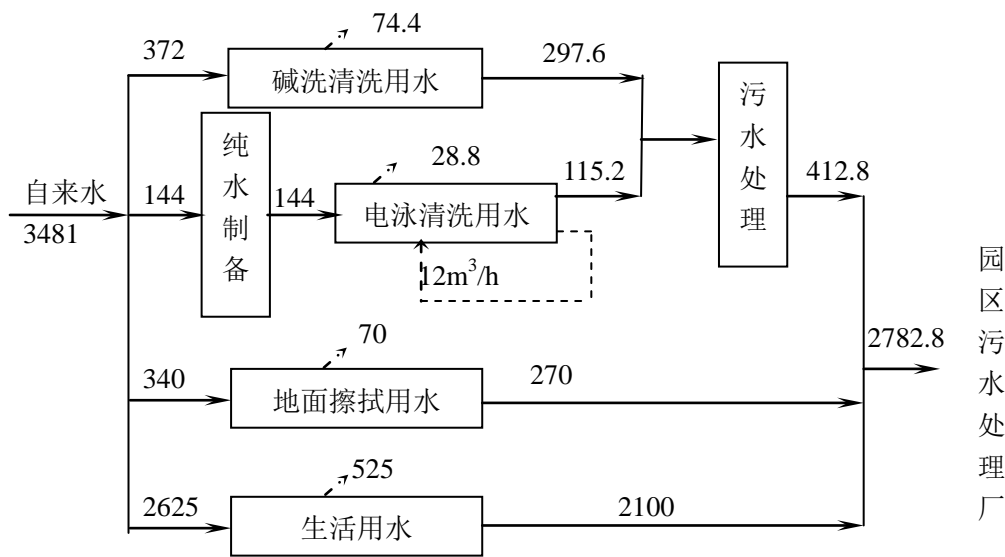 74.4
372
碱洗清洗用水
297.6
污水处理
纯水制备
28.8
115.2
412.8
自来水
3481
144
144
电泳清洗用水
12m³/h
园区污水处理厂
70
2782.8
340
地面擦拭用水
270
525
2625
生活用水
2100